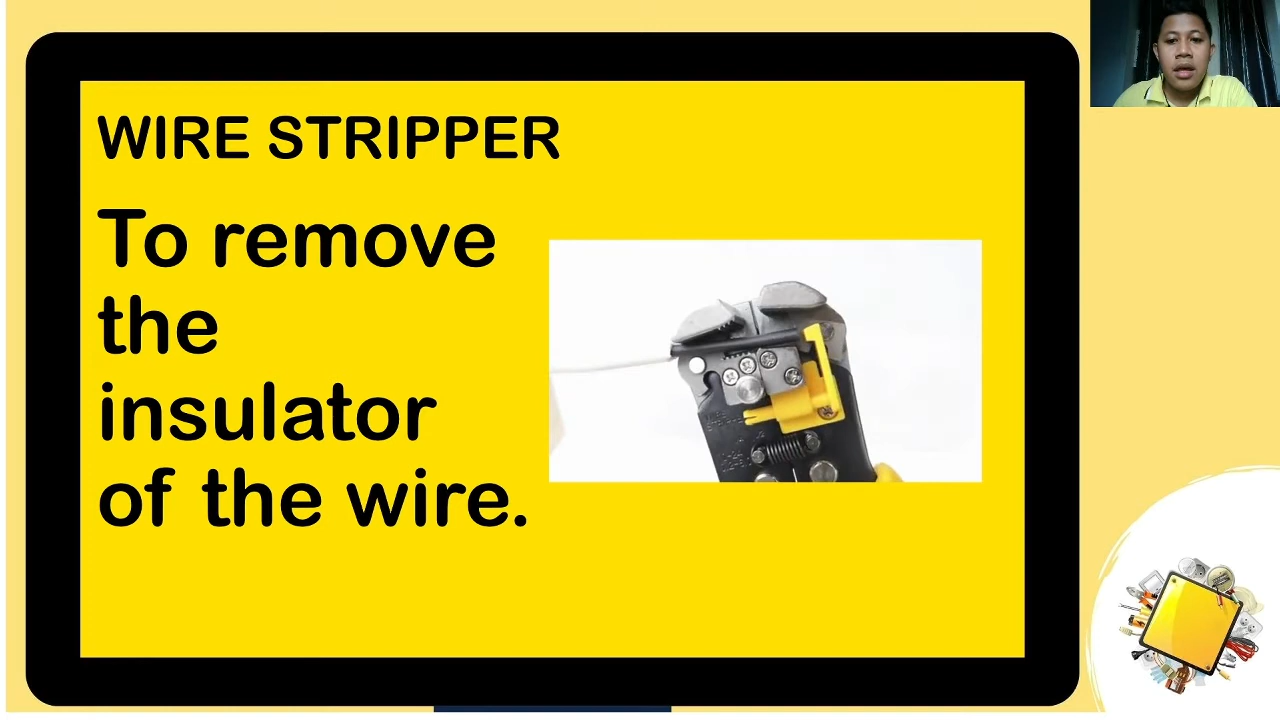 WIRE STRIPPER
To remove
the
insulator
of the wire.